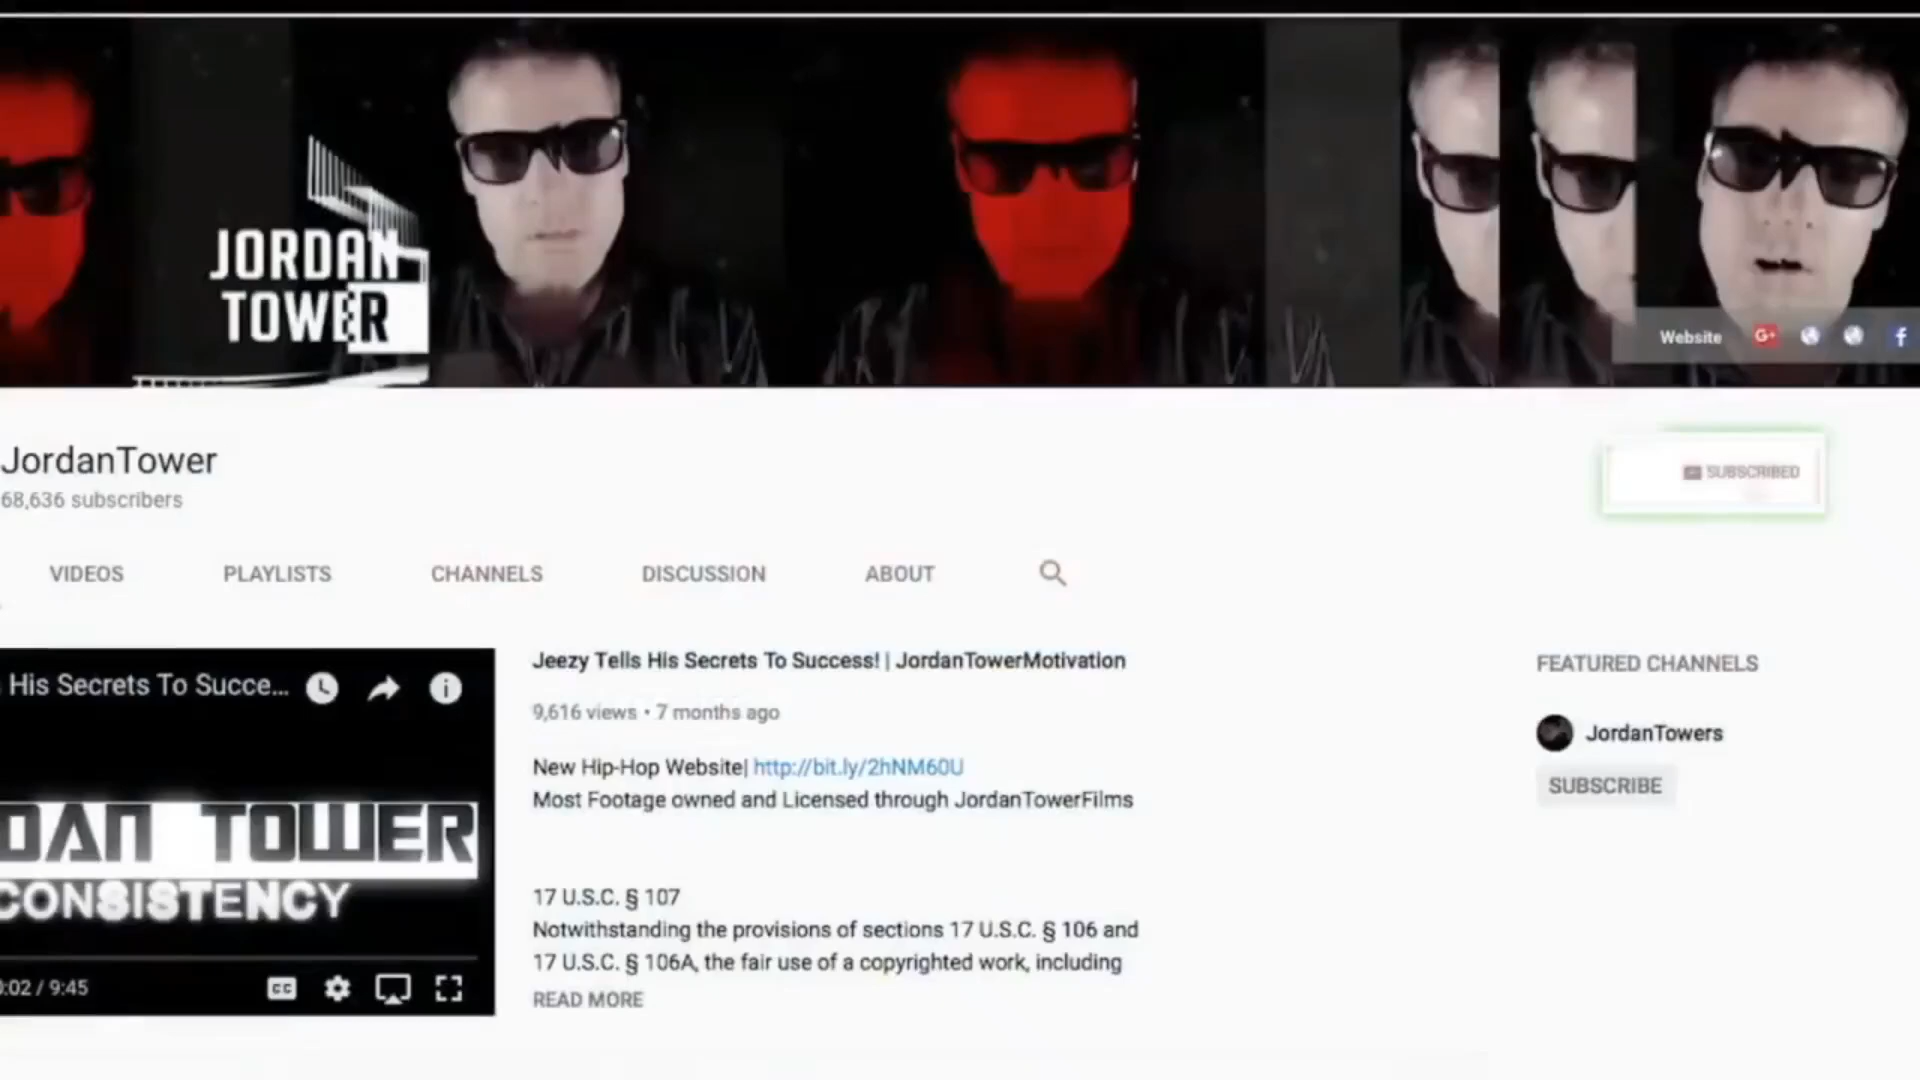 JORDAN
TOWER
Website
G+
f
JordanTower
68,636 subscribers
SUBSCRIBED
VIDEOS PLAYLISTS CHANNELS DISCUSSION ABOUT
His Secrets To Succe...
DAN TOWER
CONSISTENCY
:02 / 9:45
CC
Jeezy Tells His Secrets To Success! | JordanTowerMotivation
9,616 views • 7 months ago
New Hip-Hop Website| http://bit.ly/2hNM60U
Most Footage owned and Licensed through JordanTowerFilms
17 U.S.C. § 107
Notwithstanding the provisions of sections 17 U.S.C. § 106 and
17 U.S.C. § 106A, the fair use of a copyrighted work, including
READ MORE
FEATURED CHANNELS
JordanTowers
SUBSCRIBE